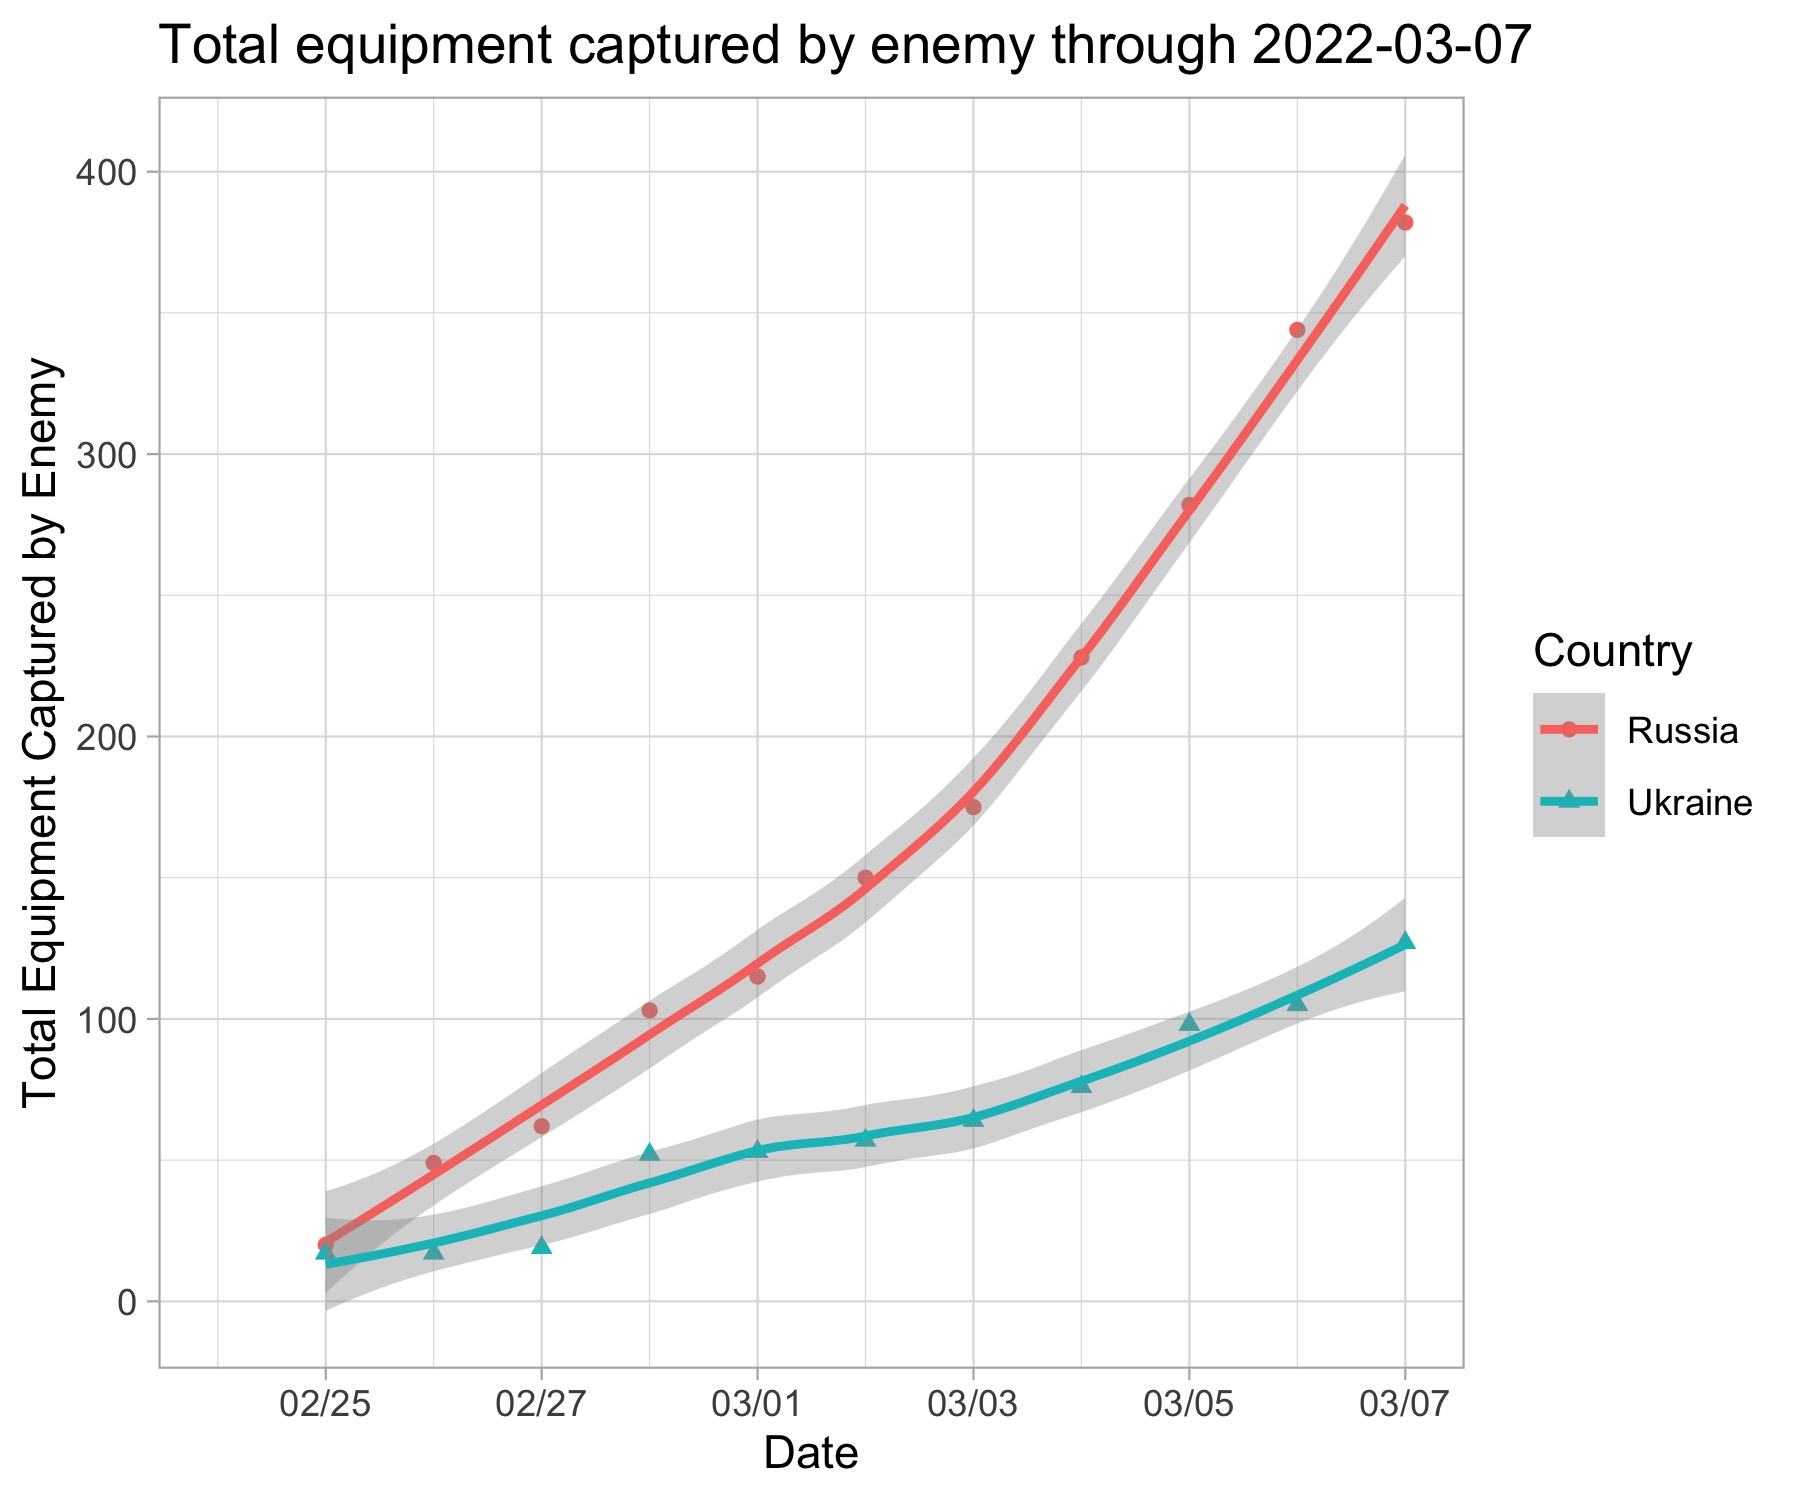 Total equipment captured by enemy through 2022-03-07
Total Equipment Captured by Enemy
400
300
200
100
0
02/25 02/27 03/01 03/03 03/05 03/07
Date
Country
Russia
Ukraine